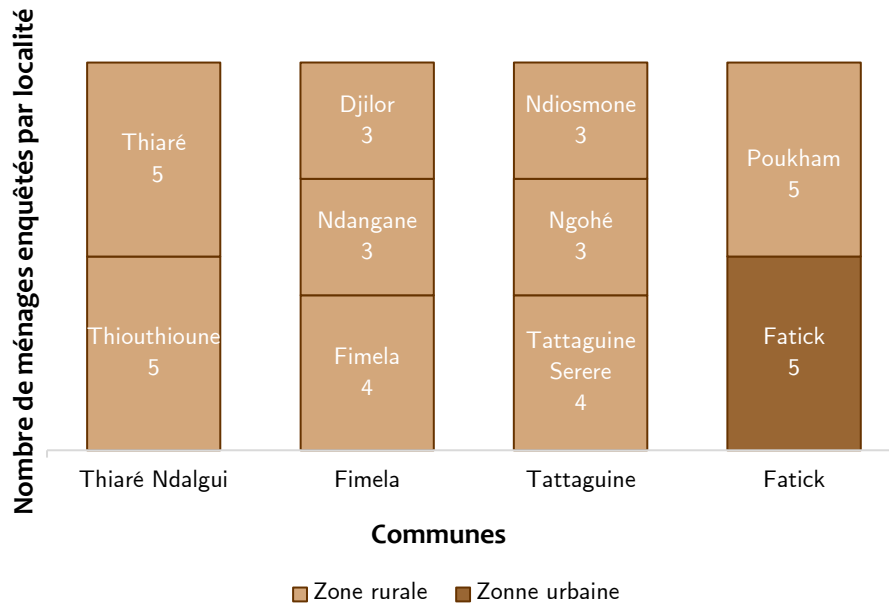 Nombre de ménages enquêtés par localité
Thiaré
5
Thiouthioune
5
Djilor
3
Ndangane
3
Fimela
4
Ndiosmone
3
Ngohé
3
Tattaguine
Serere
4
Poukham
5
Fatick
5
Thiaré Ndalgui
Fimela
Tattaguine
Fatick
Communes
Zone rurale
Zonne urbaine